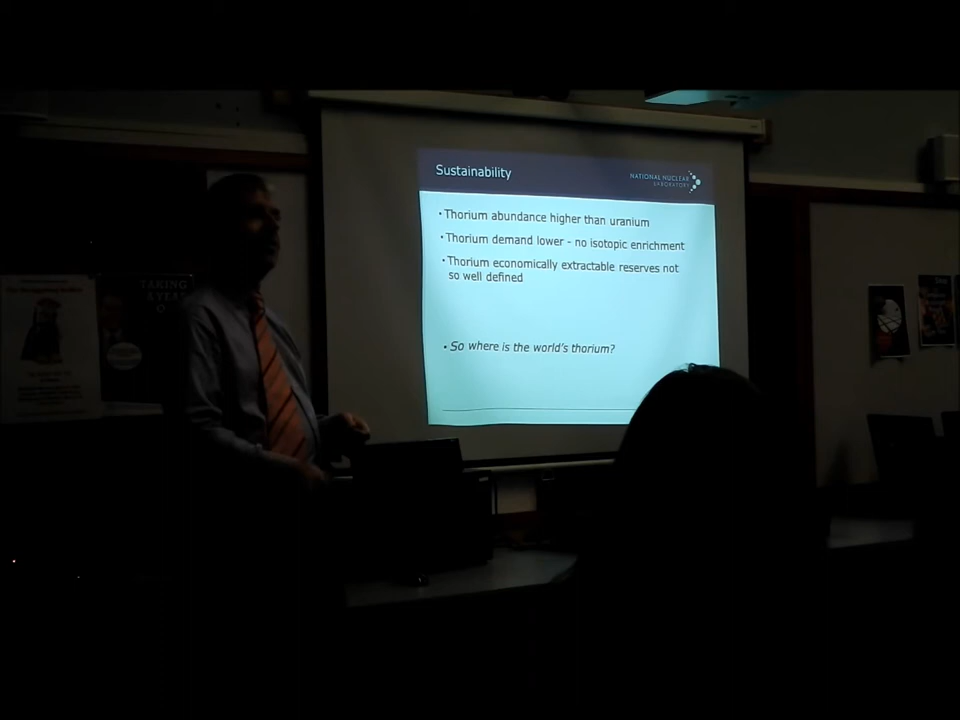 Sustainability
NATIONAL NUCLEAR
LABORATORY
• Thorium abundance higher than uranium
• Thorium demand lower - no isotopic enrichment
• Thorium economically extractable reserves not
so well defined
• So where is the world's thorium?
TAKING
A YEAR